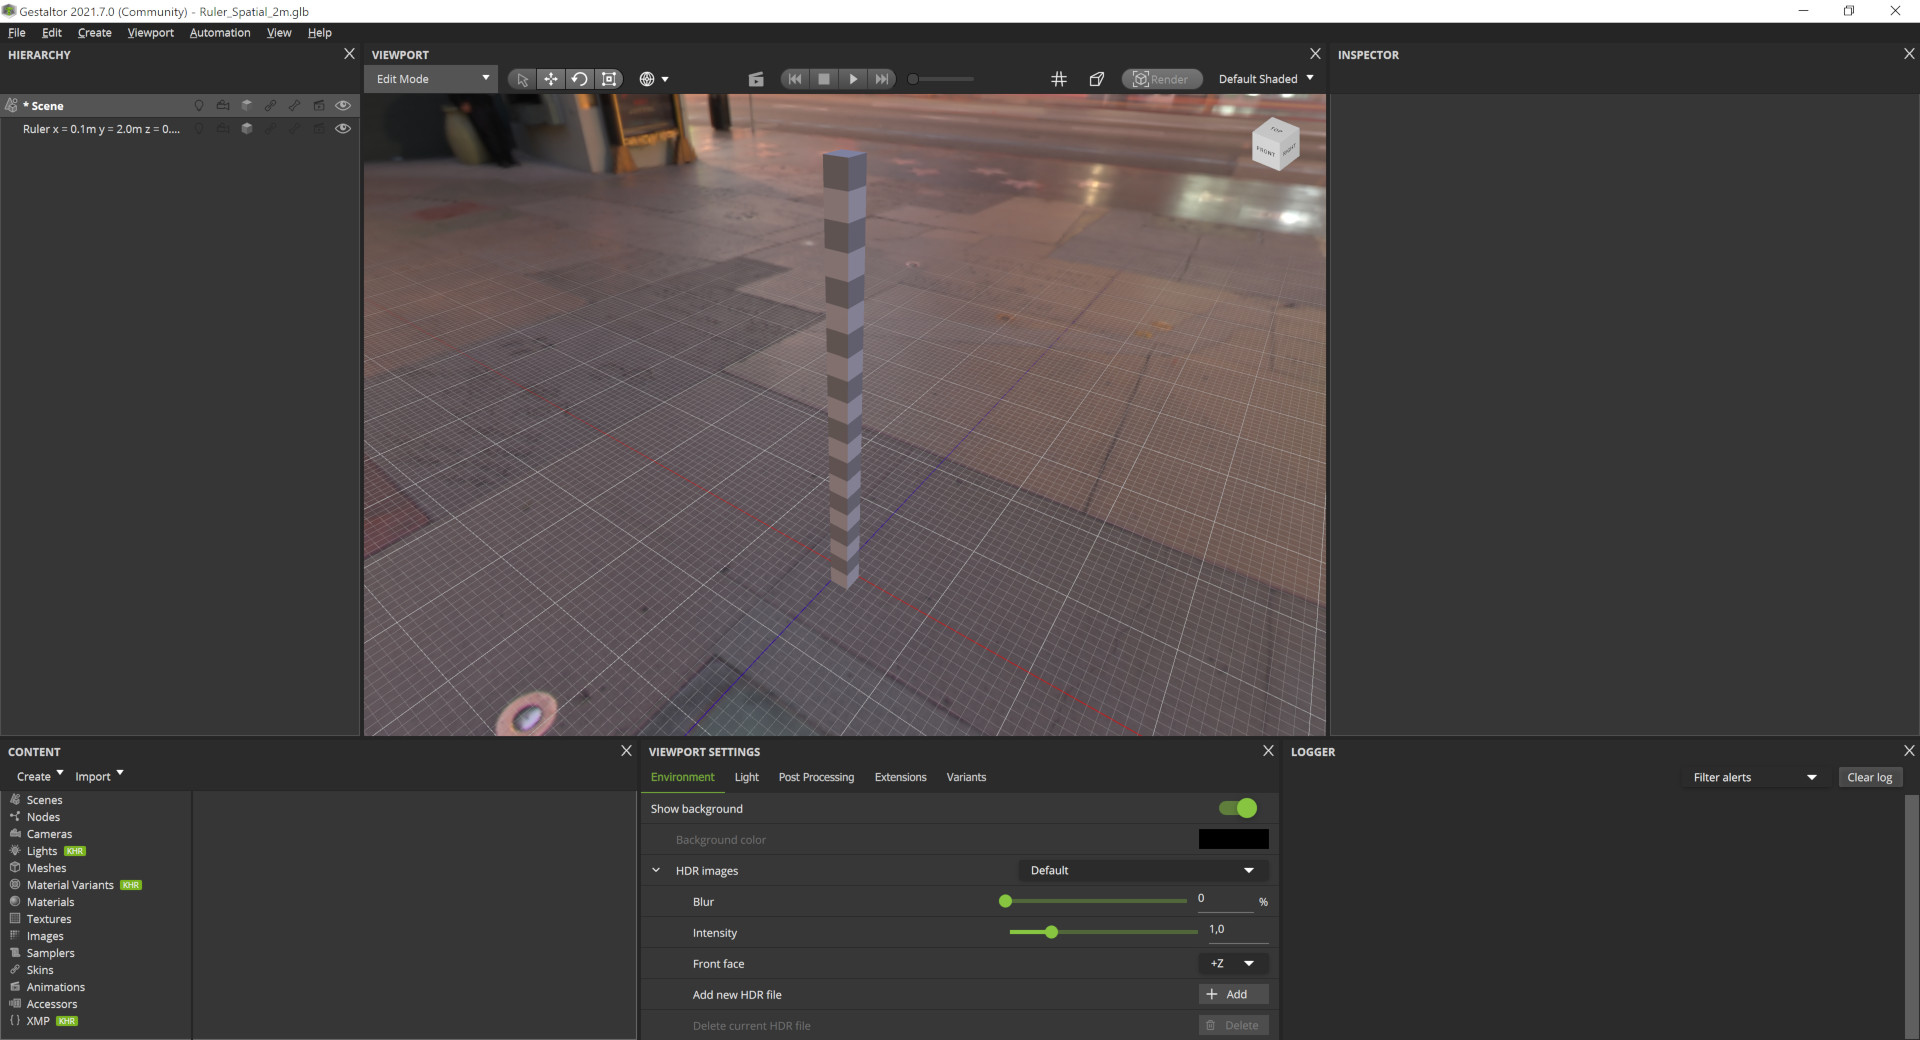 Gestaltor 2021.7.0 (Community) - Ruler_Spatial_2m.glb
File Edit Create Viewport Automation View Help
HIERARCHY
* Scene
Ruler x = 0.1m y = 2.0m z = 0....
VIEWPORT
Edit Mode
Render
Default Shaded
TOP
FRONT
RIGHT
INSPECTOR
CONTENT
Create Import
Scenes
Nodes
Cameras
Lights KHR
Meshes
Material Variants KHR
Materials
Textures
Images
Samplers
Skins
Animations
Accessors
XMP KHR
VIEWPORT SETTINGS
Environment Light Post Processing Extensions Variants
Show background
Background color
HDR images Default
Blur 0 %
Intensity 1,0
Front face +Z
Add new HDR file + Add
Delete current HDR file Delete
LOGGER
Filter alerts Clear log